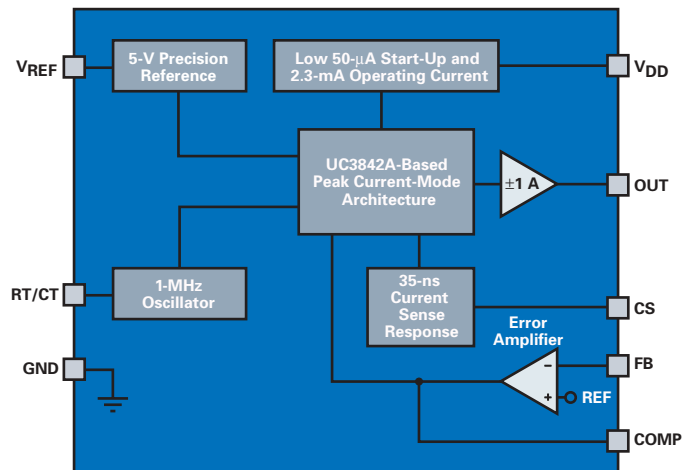 5-V Precision
Reference
Low 50-μA Start-Up and
2.3-mA Operating Current
VREF
VDD
UC3842A-Based
Peak Current-Mode
Architecture
±1 A
OUT
RT/CT
1-MHz
Oscillator
35-ns
Current
Sense
Response
CS
Error
Amplifier
GND
–
FB
+
REF
COMP